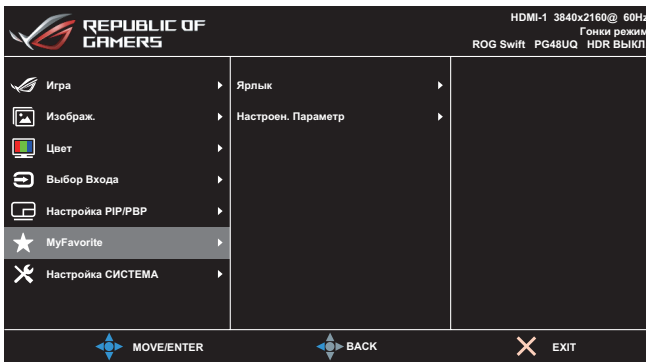 REPUBLIC OF
GAMERS
HDMI-1 3840x2160@ 60Hz
Гонки режим
ROG Swift PG48UQ HDR ВЫКЛ
Игра
Ярлык
Изображ.
Настроен. Параметр
Цвет
Выбор Входа
Настройка PIP/PBP
MyFavorite
Настройка СИСТЕМА
MOVE/ENTER
BACK
EXIT